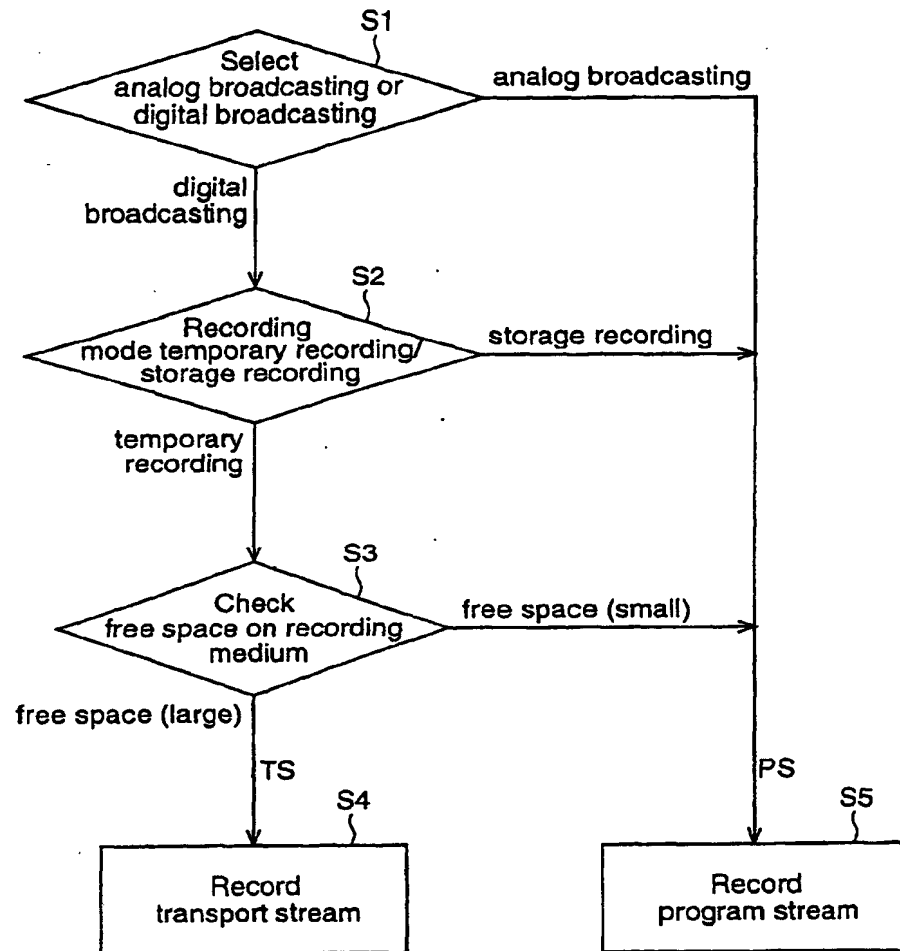 S1
Select
analog broadcasting or
digital broadcasting
analog broadcasting
digital
broadcasting
S2
Recording
mode temporary recording/
storage recording
storage recording
temporary
recording
S3
Check
free space on recording
medium
free space (small)
free space (large)
TS
PS
S4
S5
Record
transport stream
Record
program stream